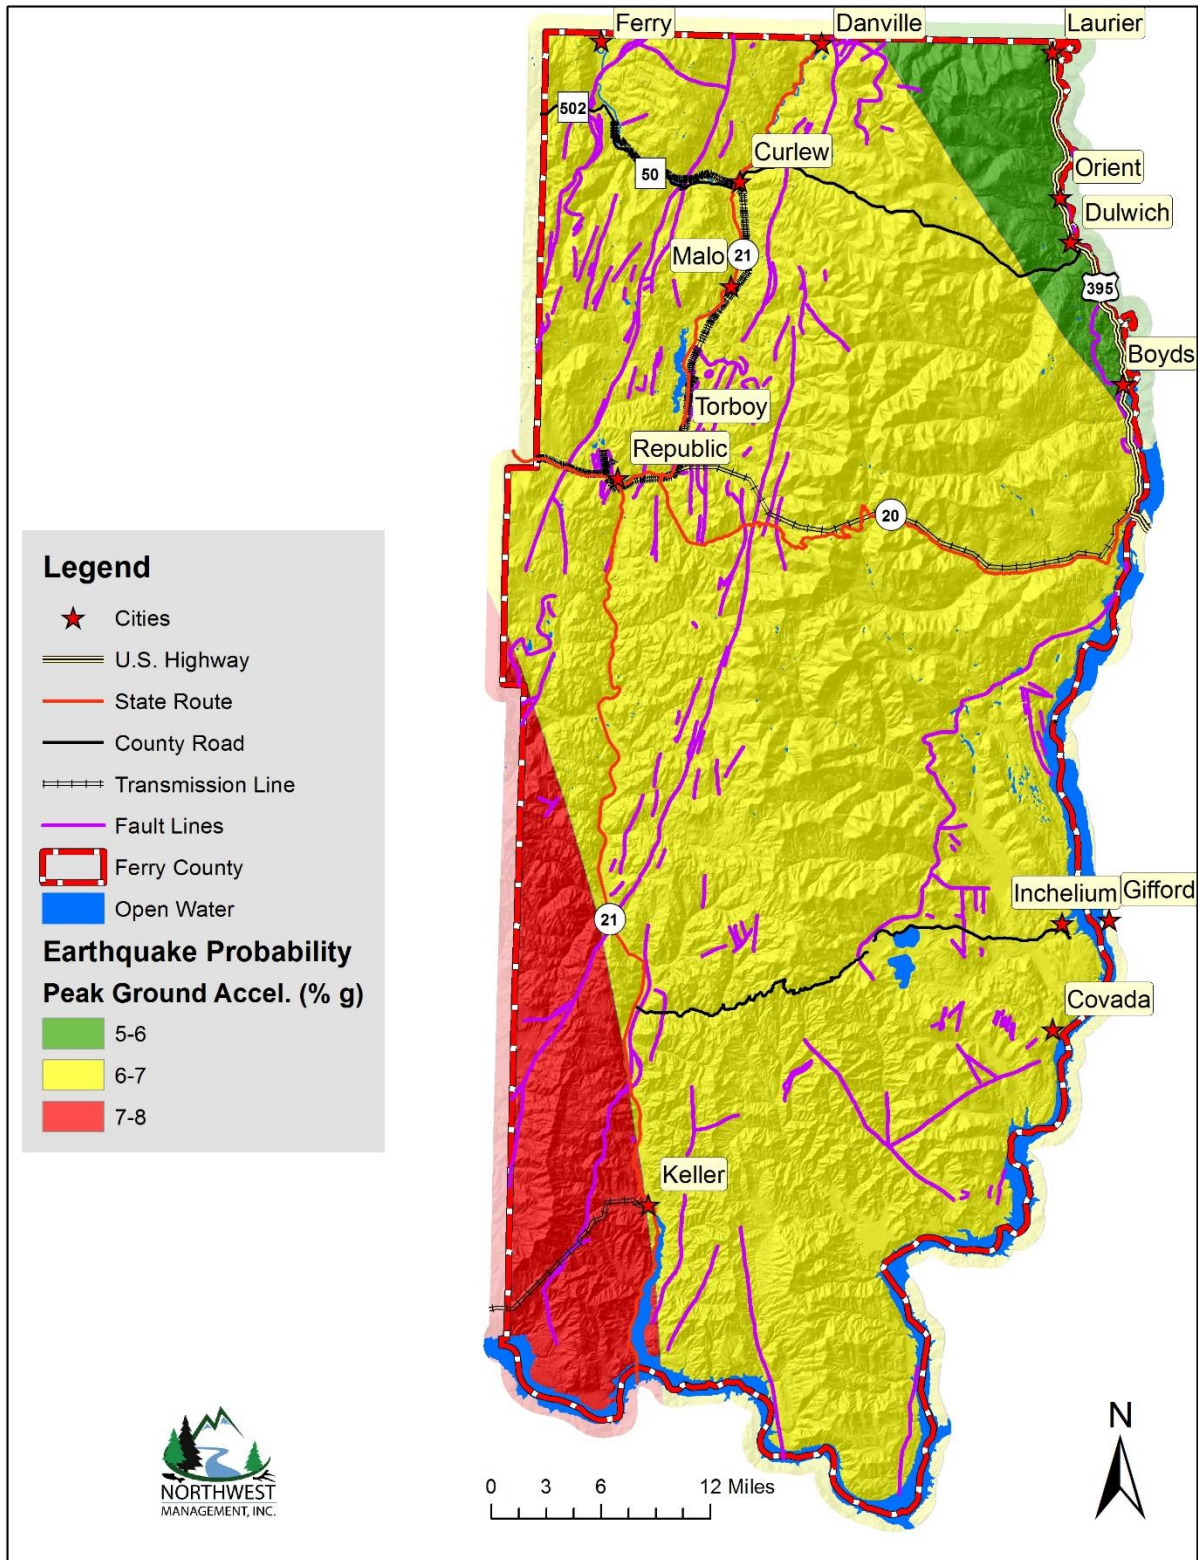 Ferry
Danville
Laurier
502
Curlew
50
Orient
Dulwich
Malo
21
395
Boyds
Torboy
Republic
20
Legend
Cities
U.S. Highway
State Route
County Road
Transmission Line
Fault Lines
Ferry County
Open Water
Earthquake Probability
Peak Ground Accel. (% g)
5-6
6-7
7-8
Inchelium
Gifford
21
Covada
Keller
N
NORTHWEST
MANAGEMENT, INC.
0 3 6 12 Miles